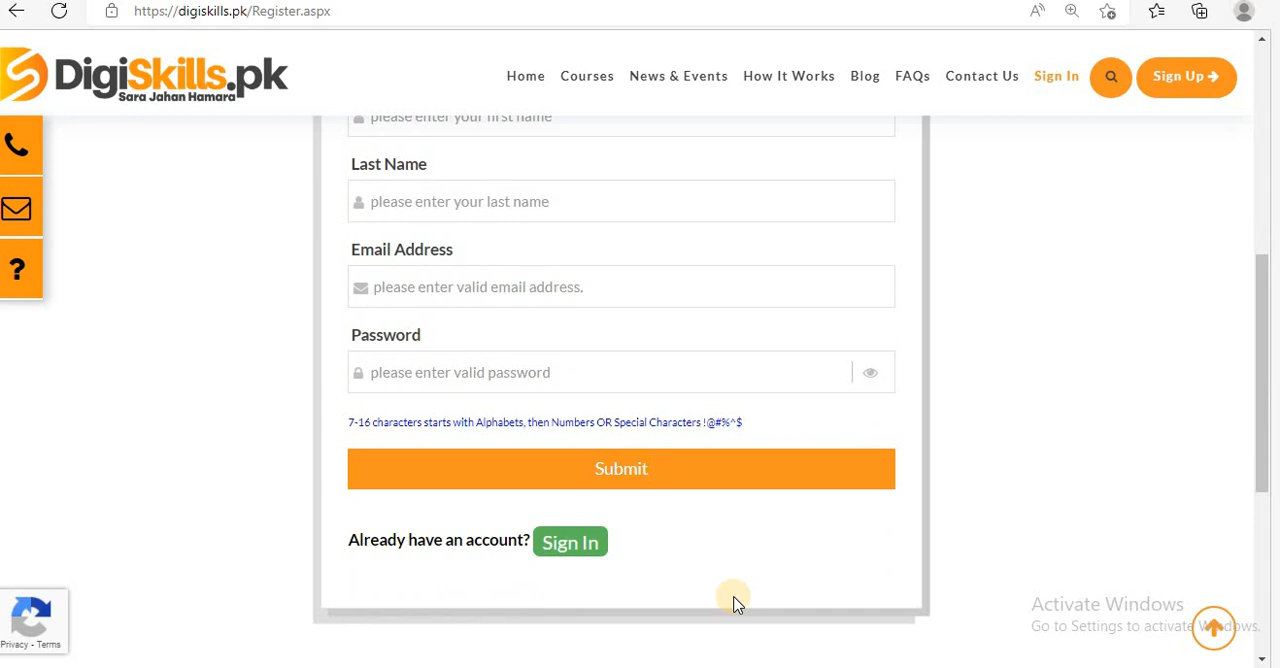 https://digiskills.pk/Register.aspx
DigiSkills.pk
Sara Jahan Hamara
Home Courses News & Events How It Works Blog FAQs Contact Us Sign In Sign Up
please enter your first name
Last Name
please enter your last name
Email Address
please enter valid email address.
Password
please enter valid password
7-16 characters starts with Alphabets, then Numbers OR Special Characters !@#%^$
Submit
Already have an account? Sign In
Activate Windows
Go to Settings to activate Windows.
Privacy - Terms